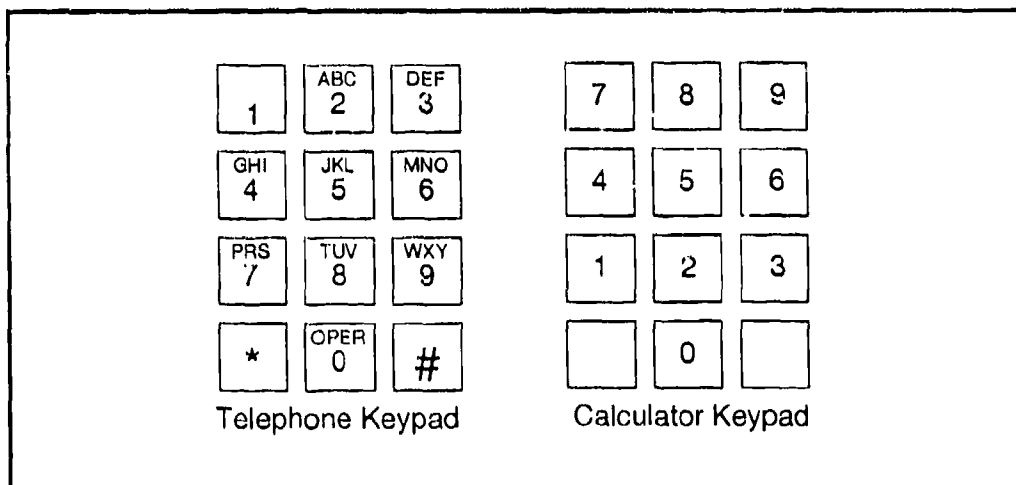 ABC DEF
1 2 3
GHI JKL MNO
4 5 6
PRS TUV WXY
7 8 9
OPER
* 0 #
Telephone Keypad
7 8 9
4 5 6
1 2 3
0
Calculator Keypad